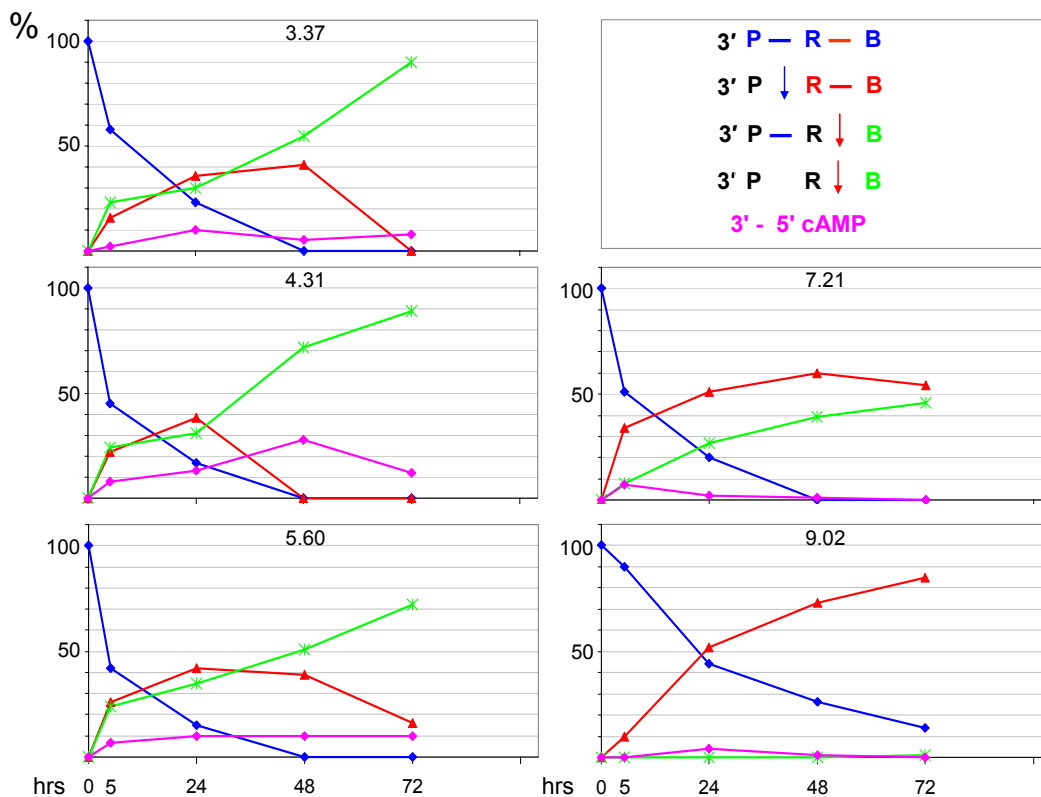 %
3.37
100
50
3' P — R — B
3' P ↓ R — B
3' P — R ↓ B
3' P R ↓ B
3' - 5' cAMP
4.31
100
50
7.21
100
50
5.60
100
50
hrs 0 5 24 48 72
9.02
100
50
hrs 0 5 24 48 72